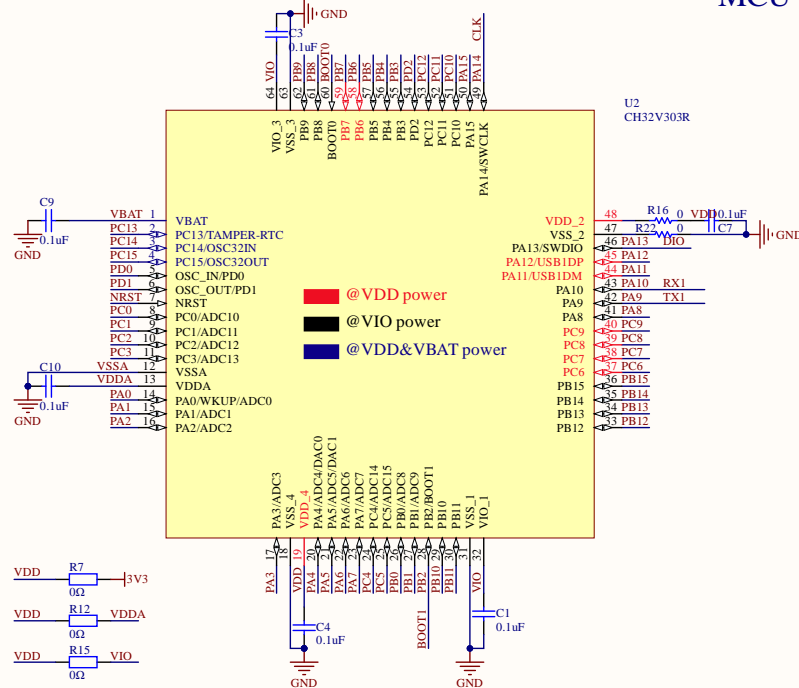 MCU
GND
C3
0.1uF
CLK
VIO
PB9
PB8
BOOT0
PB7
PB6
PB5
PB4
PB3
PD2
PC12
PC11
PC10
PA15
PA14
64
63
62
61
60
59
58
57
56
55
54
53
52
51
50
49
VIO_3
VSS_3
PB9
PB8
BOOT0
PB7
PB6
PB5
PB4
PB3
PD2
PC12
PC11
PC10
PA15
PA14/SWCLK
U2
CH32V303R
C9
0.1uF
GND
VBAT 1 VBAT
PC13 2 PC13/TAMPER-RTC
PC14 3 PC14/OSC32IN
PC15 4 PC15/OSC32OUT
PD0 5 OSC_IN/PD0
PD1 6 OSC_OUT/PD1
NRST 7 NRST
PC0 8 PC0/ADC10
PC1 9 PC1/ADC11
PC2 10 PC2/ADC12
PC3 11 PC3/ADC13
VSSA 12 VSSA
VDDA 13 VDDA
PA0 14 PA0/WKUP/ADC0
PA1 15 PA1/ADC1
PA2 16 PA2/ADC2
C10
0.1uF
GND
@VDD power
@VIO power
@VDD&VBAT power
VDD_2 48 R16 0 VDD 0.1uF
VSS_2 47 R22 0 C7
GND
PA13/SWDIO 46 PA13 DIO
PA12/USB1DP 45 PA12
PA11/USB1DM 44 PA11
PA10 43 PA10 RX1
PA9 42 PA9 TX1
PA8 41 PA8
PC9 40 PC9
PC8 39 PC8
PC7 38 PC7
PC6 37 PC6
PB15 36 PB15
PB14 35 PB14
PB13 34 PB13
PB12 33 PB12
PA3/ADC3
VSS_4
VDD_4
PA4/ADC4/DAC0
PA5/ADC5/DAC1
PA6/ADC6
PA7/ADC7
PC4/ADC14
PC5/ADC15
PB0/ADC8
PB1/ADC9
PB2/BOOT1
PB10
PB11
VSS_1
VIO_1
17
18
19
20
21
22
23
24
25
26
27
28
29
30
31
32
PA3
VDD
PA4
PA5
PA6
PA7
PC4
PC5
PB0
PB1
PB2
PB10
PB11
VIO
BOOT1
C4
0.1uF
GND
C1
0.1uF
GND
VDD R7 3V3
0Ω
VDD R12 VDDA
0Ω
VDD R15 VIO
0Ω